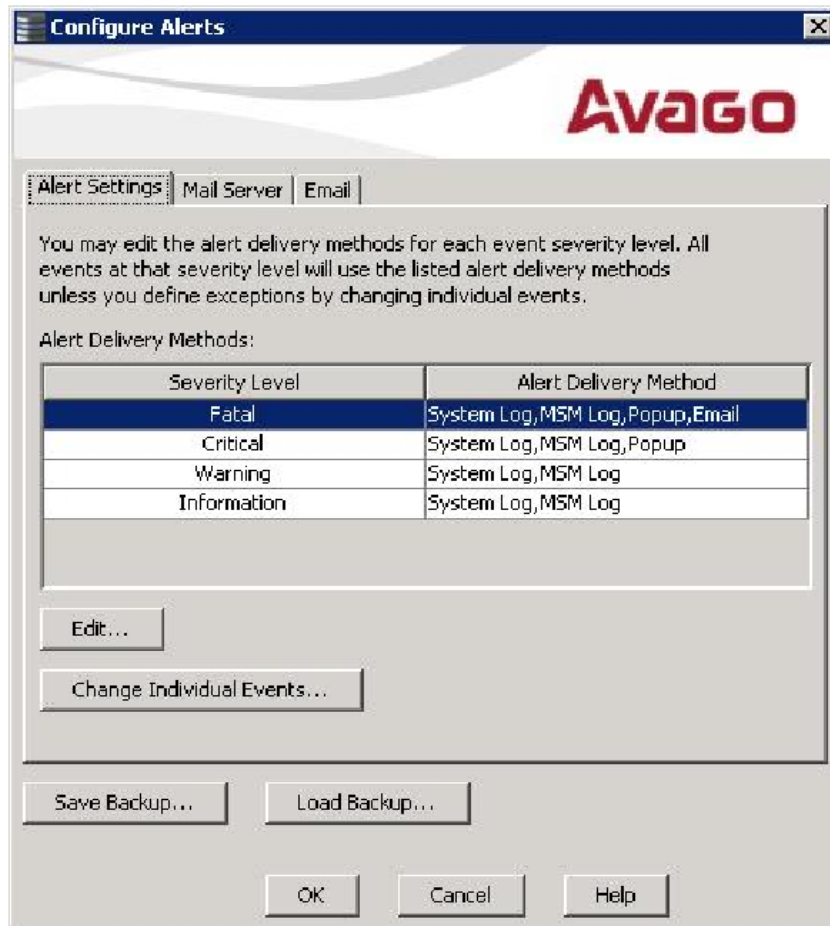 Configure Alerts
Avago
Alert Settings Mail Server Email
You may edit the alert delivery methods for each event severity level. All
events at that severity level will use the listed alert delivery methods
unless you define exceptions by changing individual events.
Alert Delivery Methods:
Severity Level Alert Delivery Method
Fatal System Log,MSM Log,Popup,Email
Critical System Log,MSM Log,Popup
Warning System Log,MSM Log
Information System Log,MSM Log
Edit...
Change Individual Events...
Save Backup... Load Backup...
OK Cancel Help